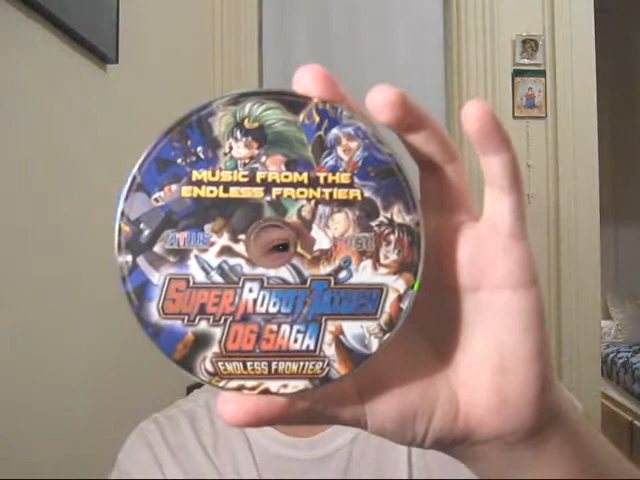 MUSIC FROM THE
ENDLESS FRONTIER
ATLUS
SUPER ROBOT TAISEN
OG SAGA
ENDLESS FRONTIER